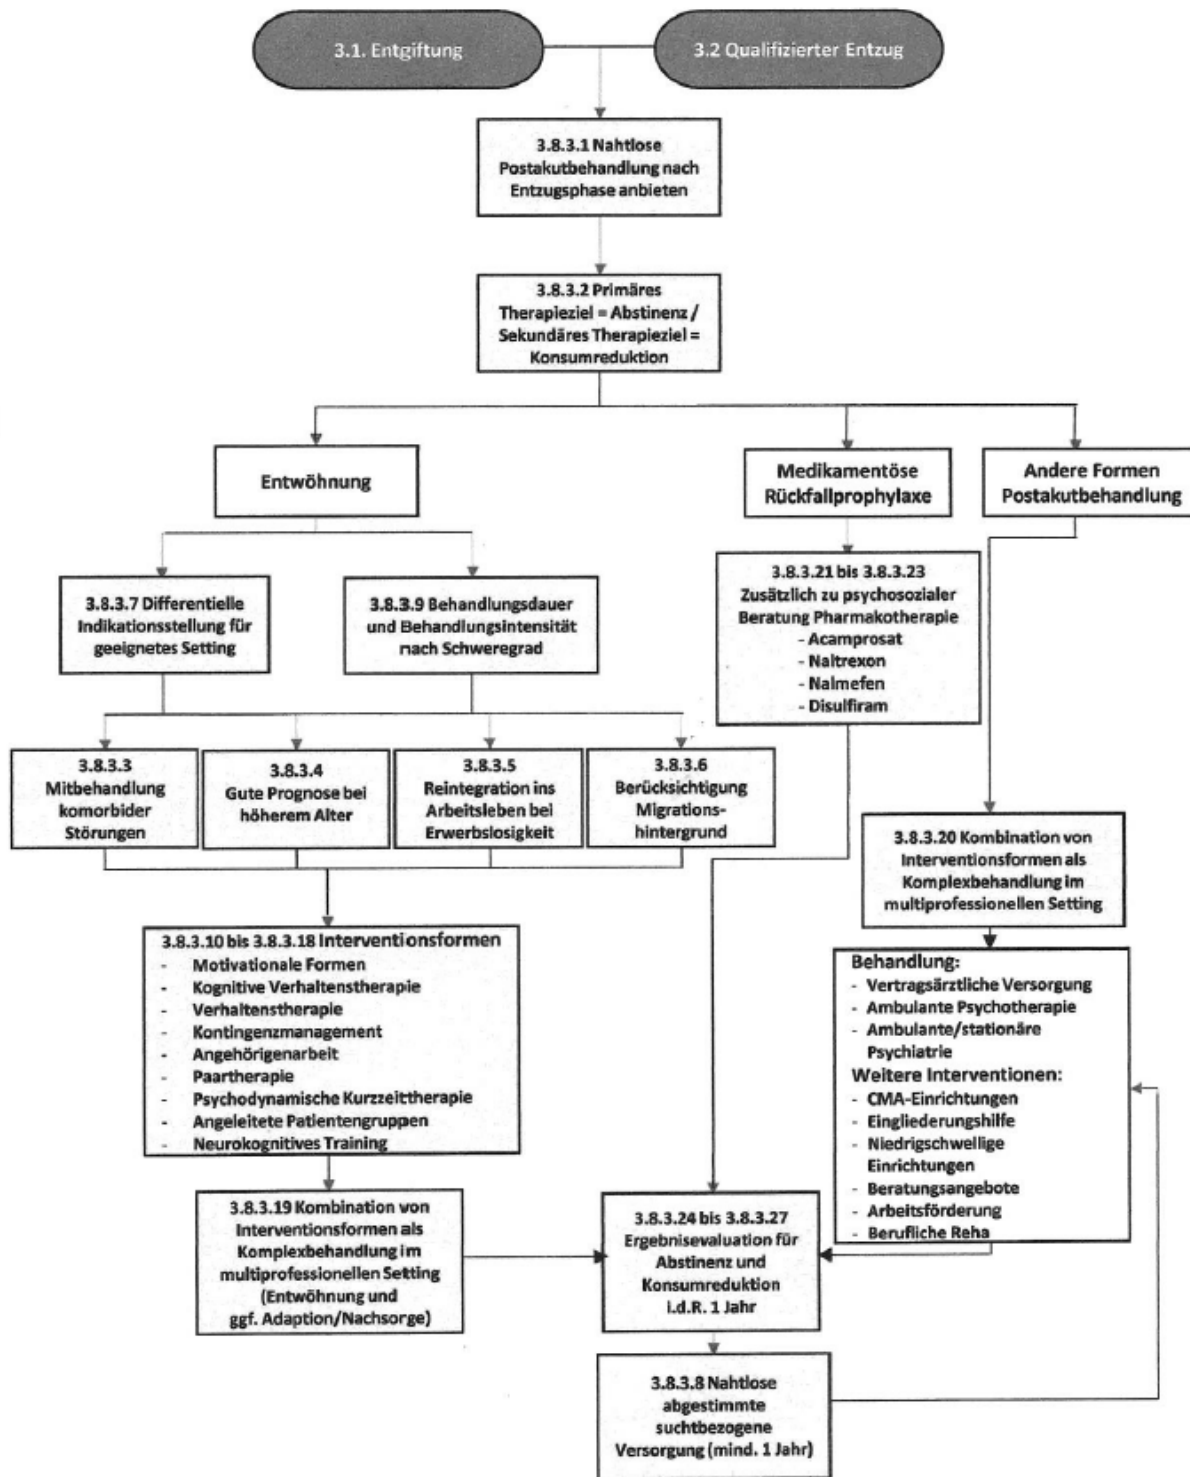 3.1. Entgiftung
3.2 Qualifizierter Entzug
3.8.3.1 Nahtlose
Postakutbehandlung nach
Entzugsphase anbieten
3.8.3.2 Primäres
Therapieziel = Abstinenz /
Sekundäres Therapieziel =
Konsumreduktion
Entwöhnung
Medikamentöse
Rückfallprophylaxe
Andere Formen
Postakutbehandlung
3.8.3.7 Differentielle
Indikationsstellung für
geeignetes Setting
3.8.3.9 Behandlungsdauer
und Behandlungsintensität
nach Schweregrad
3.8.3.21 bis 3.8.3.23
Zusätzlich zu psychosozialer
Beratung Pharmakotherapie
- Acamprosat
- Naltrexon
- Nalmefen
- Disulfiram
3.8.3.3
Mitbehandlung
komorbider
Störungen
3.8.3.4
Gute Prognose bei
höherem Alter
3.8.3.5
Reintegration ins
Arbeitsleben bei
Erwerbslosigkeit
3.8.3.6
Berücksichtigung
Migrations-
hintergrund
3.8.3.20 Kombination von
Interventionsformen als
Komplexbehandlung im
multiprofessionellen Setting
3.8.3.10 bis 3.8.3.18 Interventionsformen
- Motivationale Formen
- Kognitive Verhaltenstherapie
- Verhaltenstherapie
- Kontingenzmanagement
- Angehörigenarbeit
- Paartherapie
- Psychodynamische Kurzzeittherapie
- Angeleitete Patientengruppen
- Neurokognitives Training
Behandlung:
- Vertragsärztliche Versorgung
- Ambulante Psychotherapie
- Ambulante/stationäre
Psychiatrie
Weitere Interventionen:
- CMA-Einrichtungen
- Eingliederungshilfe
- Niedrigschwellige
Einrichtungen
- Beratungsangebote
- Arbeitsförderung
- Berufliche Reha
3.8.3.19 Kombination von
Interventionsformen als
Komplexbehandlung im
multiprofessionellen Setting
(Entwöhnung und
ggf. Adaption/Nachsorge)
3.8.3.24 bis 3.8.3.27
Ergebnisevaluation für
Abstinenz und
Konsumreduktion
i.d.R. 1 Jahr
3.8.3.8 Nahtlose
abgestimmte
suchtbezogene
Versorgung (mind. 1 Jahr)